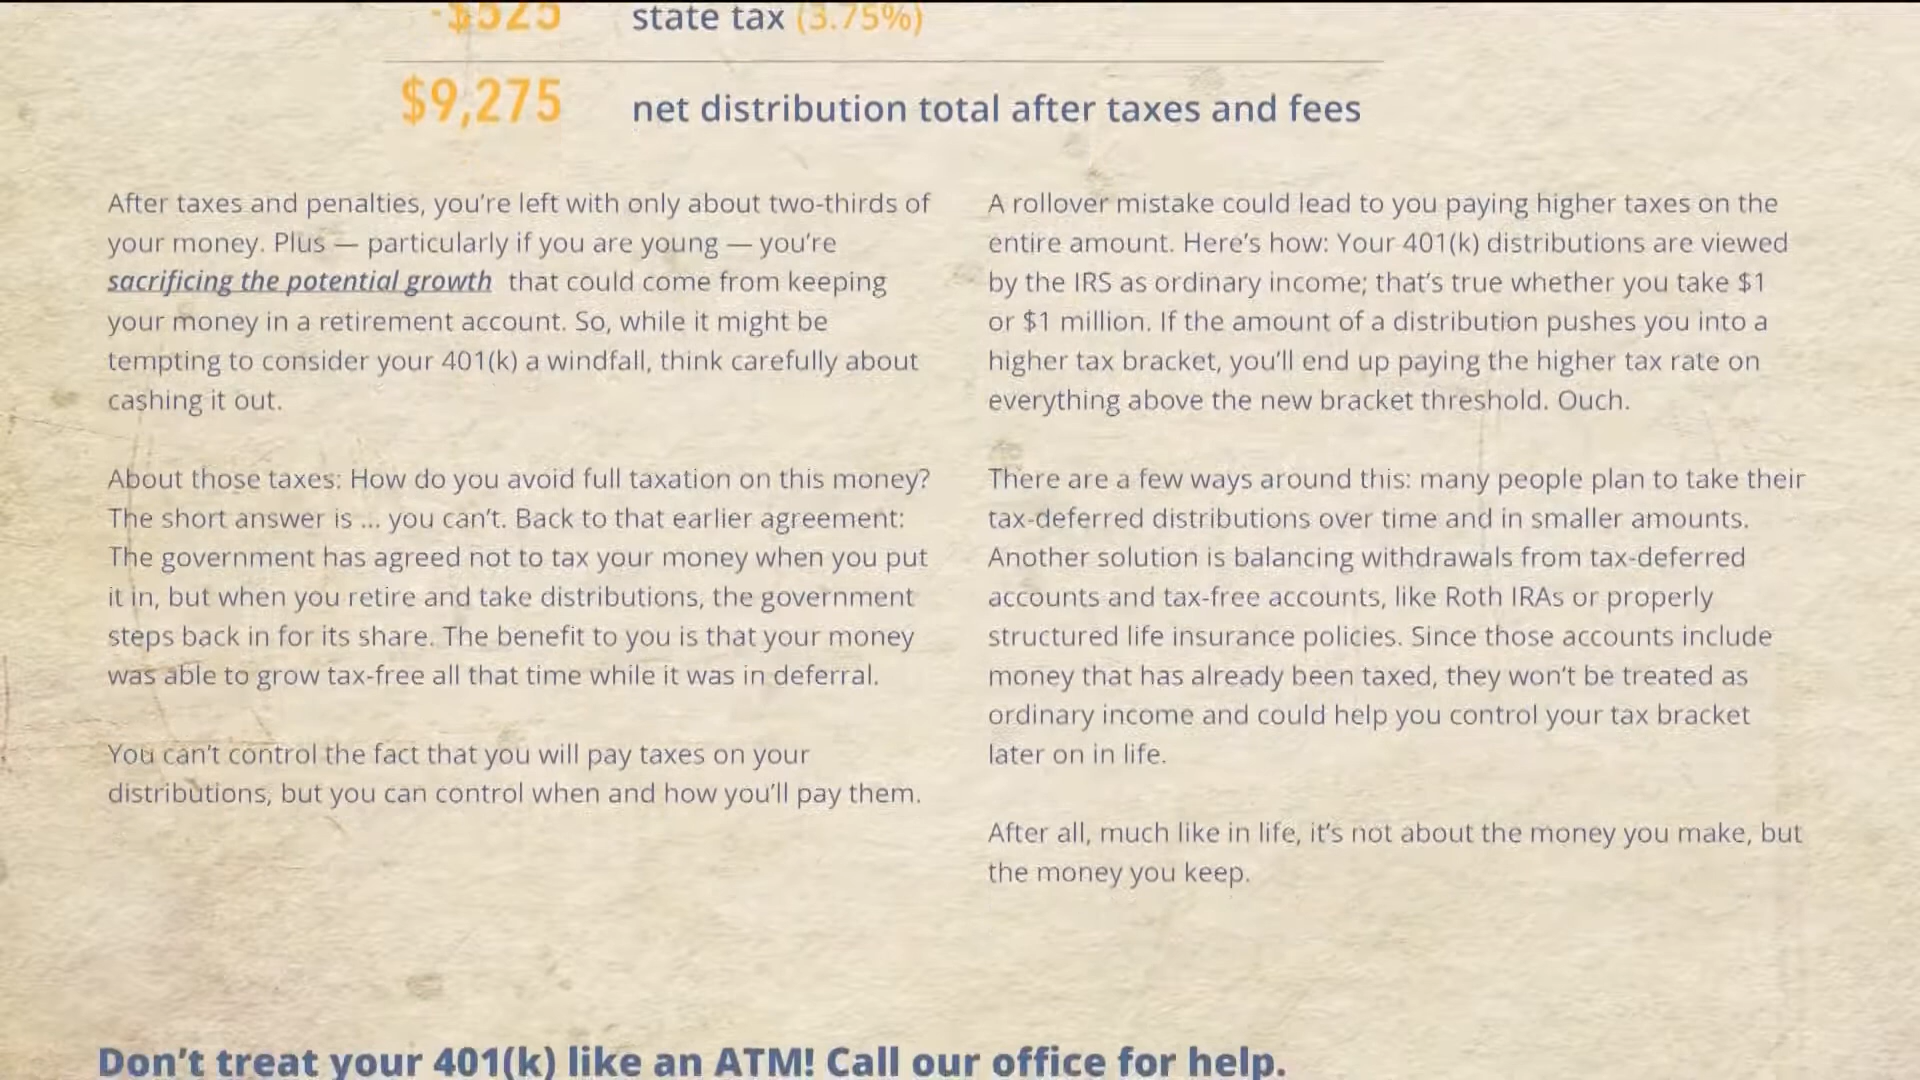 -$525 state tax (3.75%)
$9,275 net distribution total after taxes and fees
After taxes and penalties, you're left with only about two-thirds of
your money. Plus — particularly if you are young — you're
sacrificing the potential growth that could come from keeping
your money in a retirement account. So, while it might be
tempting to consider your 401(k) a windfall, think carefully about
cashing it out.
About those taxes: How do you avoid full taxation on this money?
The short answer is ... you can't. Back to that earlier agreement:
The government has agreed not to tax your money when you put
it in, but when you retire and take distributions, the government
steps back in for its share. The benefit to you is that your money
was able to grow tax-free all that time while it was in deferral.
You can't control the fact that you will pay taxes on your
distributions, but you can control when and how you'll pay them.
A rollover mistake could lead to you paying higher taxes on the
entire amount. Here's how: Your 401(k) distributions are viewed
by the IRS as ordinary income; that's true whether you take $1
or $1 million. If the amount of a distribution pushes you into a
higher tax bracket, you'll end up paying the higher tax rate on
everything above the new bracket threshold. Ouch.
There are a few ways around this: many people plan to take their
tax-deferred distributions over time and in smaller amounts.
Another solution is balancing withdrawals from tax-deferred
accounts and tax-free accounts, like Roth IRAs or properly
structured life insurance policies. Since those accounts include
money that has already been taxed, they won't be treated as
ordinary income and could help you control your tax bracket
later on in life.
After all, much like in life, it's not about the money you make, but
the money you keep.
Don't treat your 401(k) like an ATM! Call our office for help.